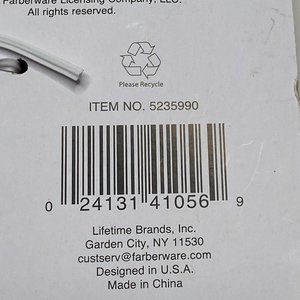 Farberware Licensing Company, LLC.
All rights reserved.
Please Recycle
ITEM NO. 5235990
0 24131 41056 9
Lifetime Brands, Inc.
Garden City, NY 11530
custserv@farberware.com
Designed in U.S.A.
Made in China